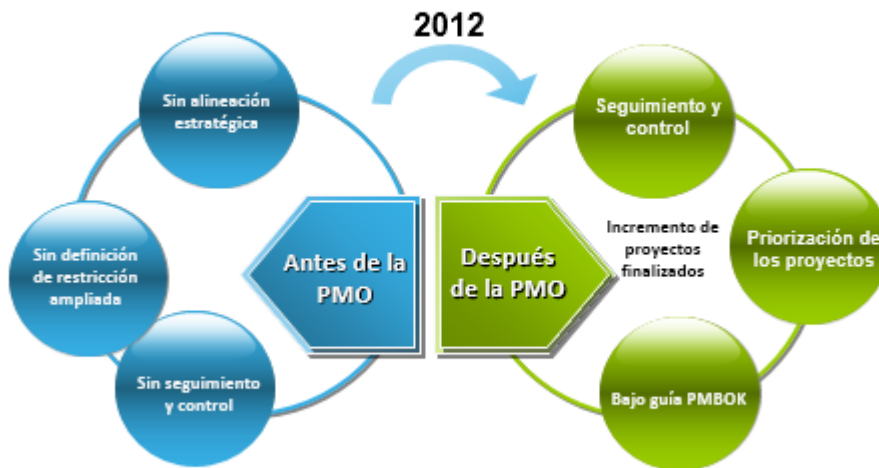 2012
Sin alineación
estratégica
Sin definición
de restricción
ampliada
Sin seguimiento
y control
Antes de la
PMO
Después
de la PMO
Seguimiento y
control
Incremento de
proyectos
finalizados
Priorización de
los proyectos
Bajo guía PMBOK